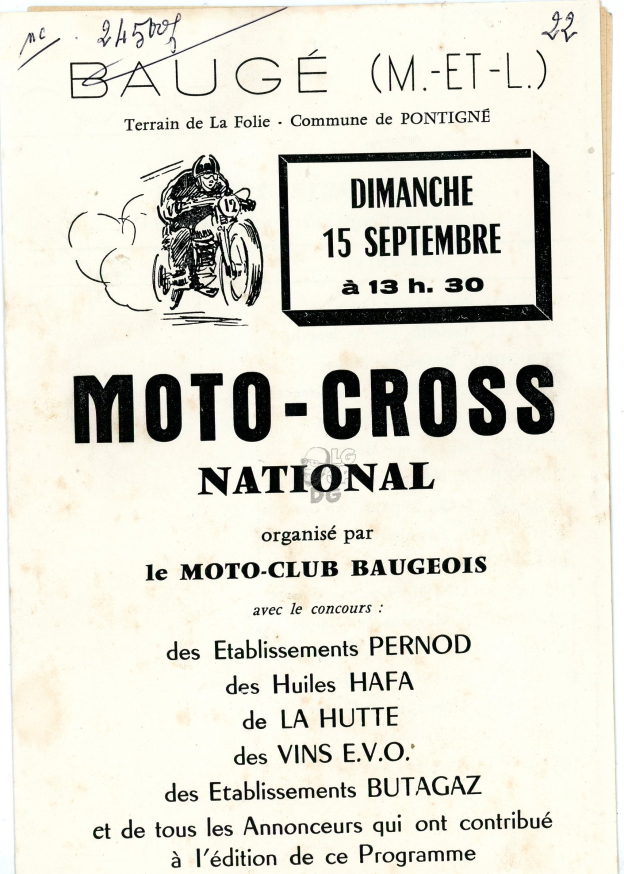 22
BAUGÉ (M.-ET-L.)
Terrain de La Folie - Commune de PONTIGNÉ
12
DIMANCHE
15 SEPTEMBRE
à 13 h. 30
MOTO-CROSS
NATIONAL
LG
DG
organisé par
le MOTO-CLUB BAUGEOIS
avec le concours :
des Etablissements PERNOD
des Huiles HAFA
de LA HUTTE
des VINS E.V.O.
des Etablissements BUTAGAZ
et de tous les Annonceurs qui ont contribué
à l'édition de ce Programme